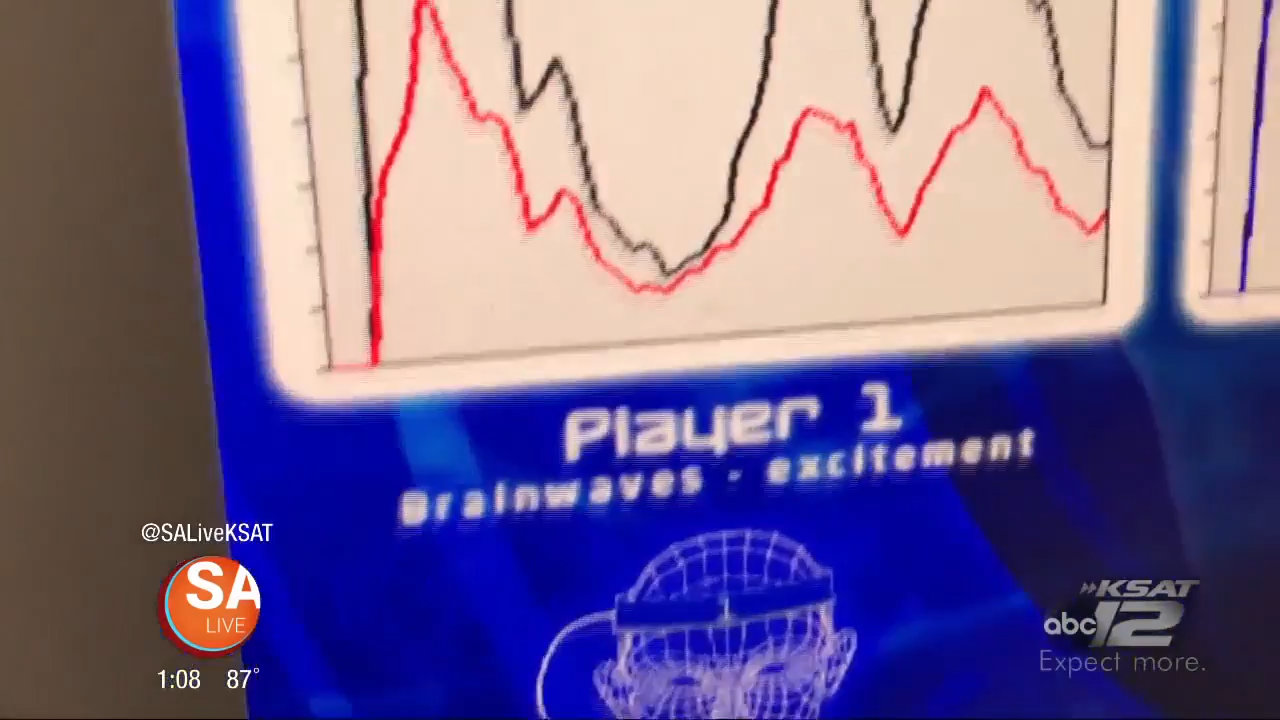 Player 1
Brainwaves - excitement
@SALiveKSAT
SA
LIVE
1:08 87°
KSAT
abc 12
Expect more.